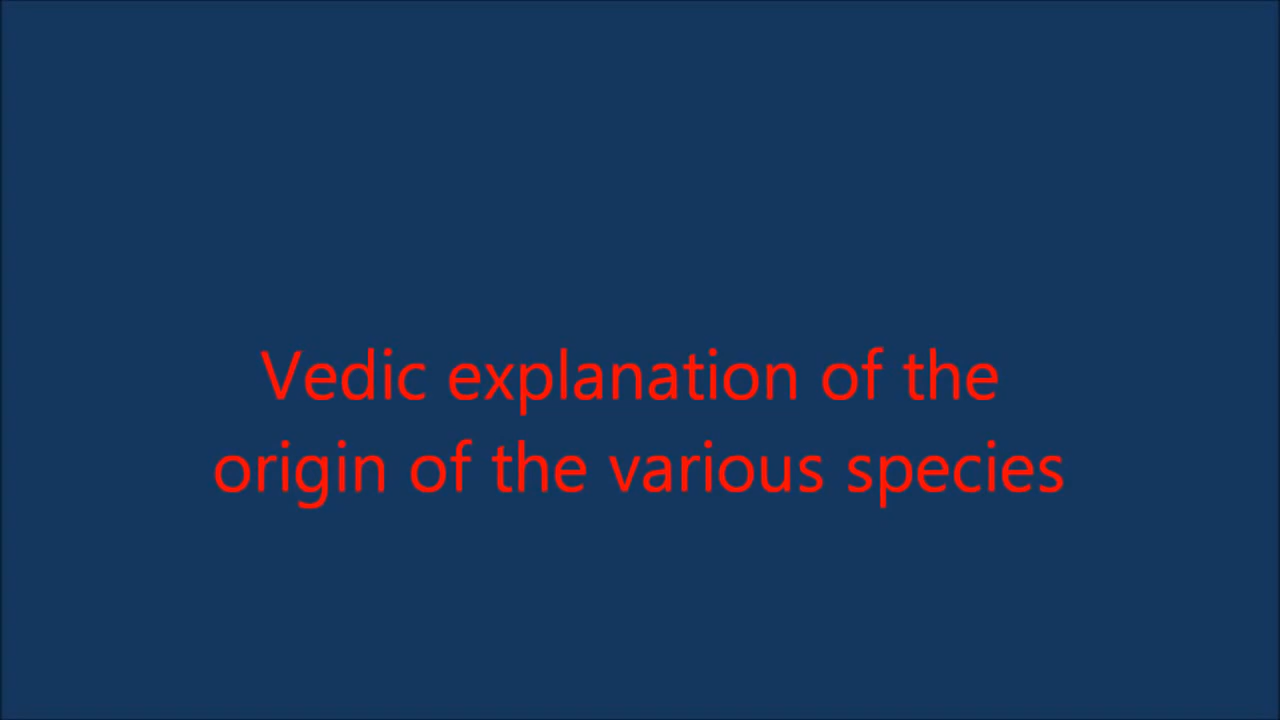 Vedic explanation of the
origin of the various species